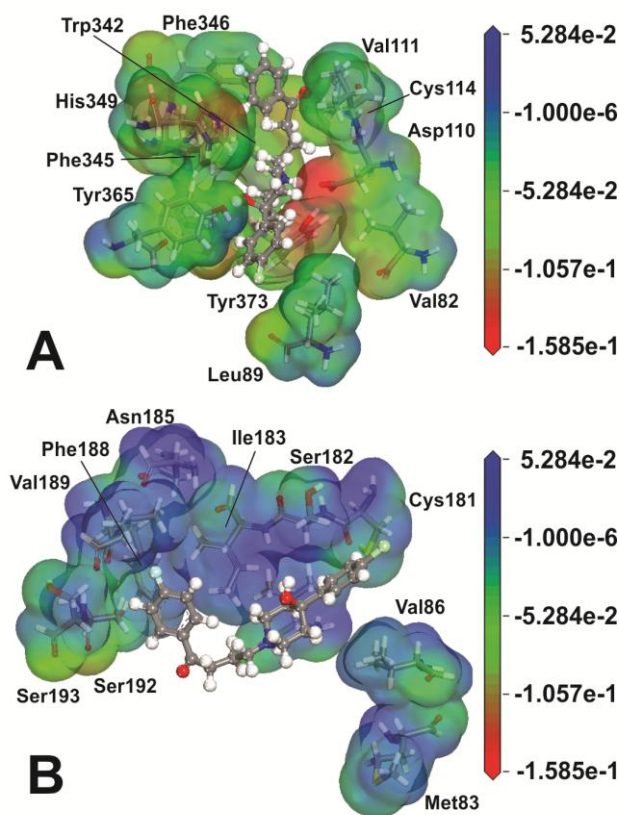 Phe346
Trp342
Val111
Cys114
His349
Asp110
Phe345
Tyr365
Tyr373
Val82
Leu89
A
5.284e-2
-1.000e-6
-5.284e-2
-1.057e-1
-1.585e-1
Asn185
Phe188
Ile183
Ser182
Val189
Cys181
Val86
Ser193
Ser192
Met83
B
5.284e-2
-1.000e-6
-5.284e-2
-1.057e-1
-1.585e-1